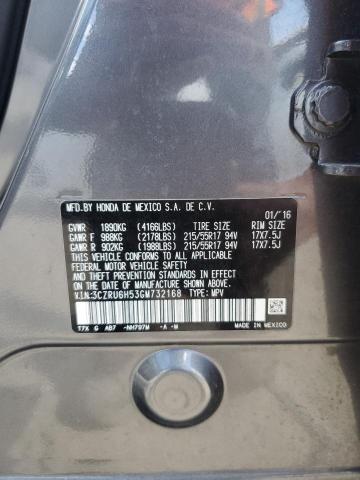 MFD.BY HONDA DE MEXICO S.A. DE C.V.
01/'16
GVWR 1890KG (4166LBS) TIRE SIZE RIM SIZE
GAWR F 988KG (2178LBS) 215/55R17 94V 17X7.5J
GAWR R 902KG (1988LBS) 215/55R17 94V 17X7.5J
THIS VEHICLE CONFORMS TO ALL APPLICABLE
FEDERAL MOTOR VEHICLE SAFETY AND THEFT
PREVENTION STANDARDS IN EFFECT ON THE
DATE OF MANUFACTURE SHOWN ABOVE.
V.I.N:3CZRU6H53GM732168 TYPE: MPV
T7X G AB7 -NH797M -A -M
MADE IN MEXICO